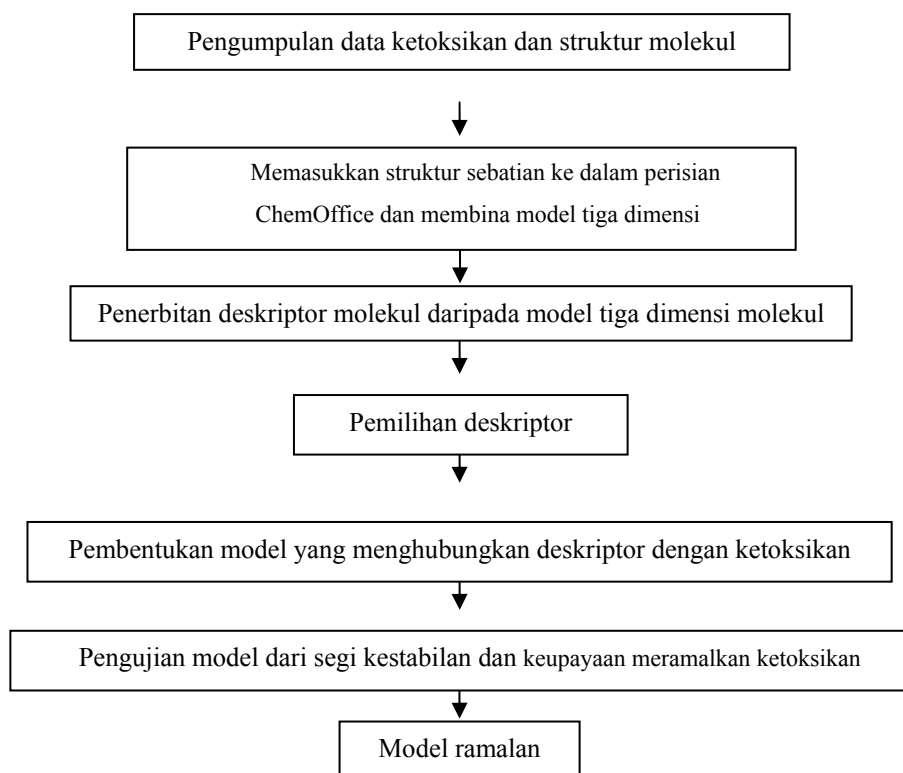 Pengumpulan data ketoksikan dan struktur molekul
Memasukkan struktur sebatian ke dalam perisian
ChemOffice dan membina model tiga dimensi
Penerbitan deskriptor molekul daripada model tiga dimensi molekul
Pemilihan deskriptor
Pembentukan model yang menghubungkan deskriptor dengan ketoksikan
Pengujian model dari segi kestabilan dan keupayaan meramalkan ketoksikan
Model ramalan